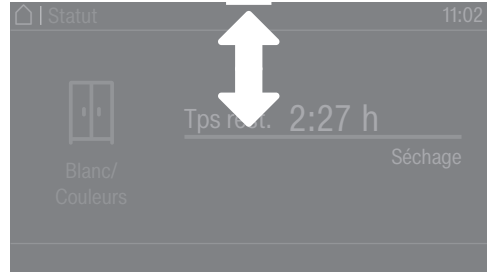 Statut 11:02
Tps rest. 2:27 h
Séchage
Blanc/
Couleurs